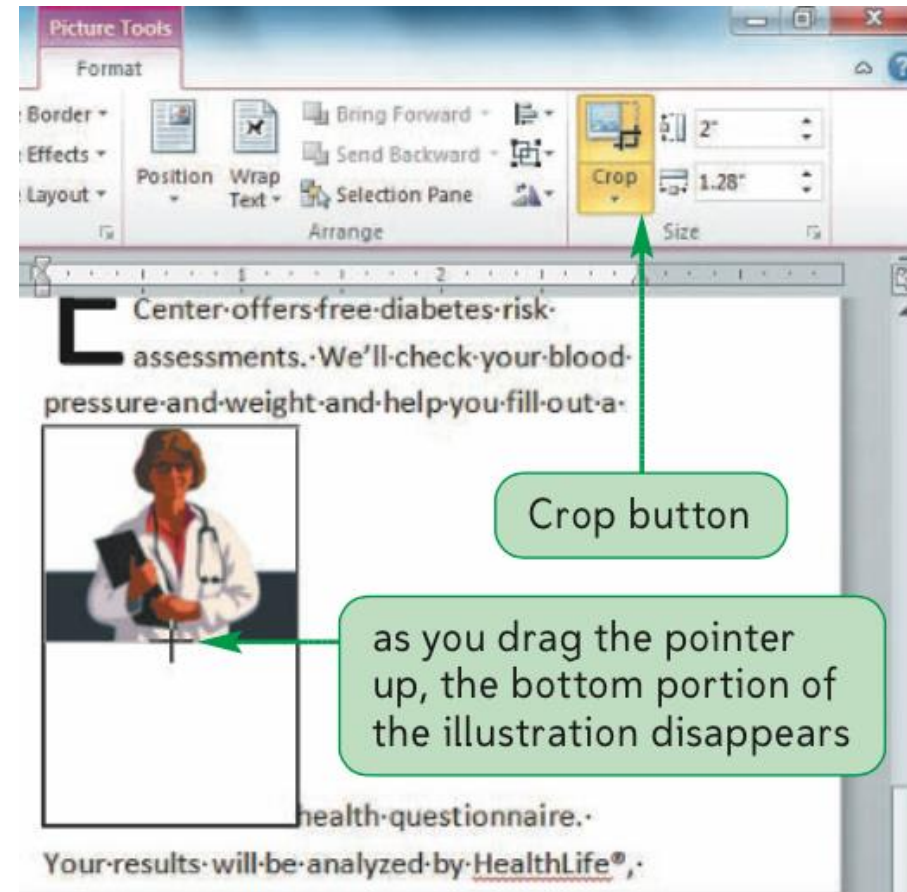 Picture Tools
Format
Border
Effects
Layout
Position
Wrap
Text
Bring Forward
Send Backward
Selection Pane
Arrange
Crop
2"
1.28"
Size
1
2
Center·offers·free·diabetes·risk·
assessments.·We'll·check·your·blood·
pressure·and·weight·and·help·you·fill·out·a·
Crop button
as you drag the pointer
up, the bottom portion of
the illustration disappears
health·questionnaire.·
Your·results·will·be·analyzed·by·HealthLife®,·